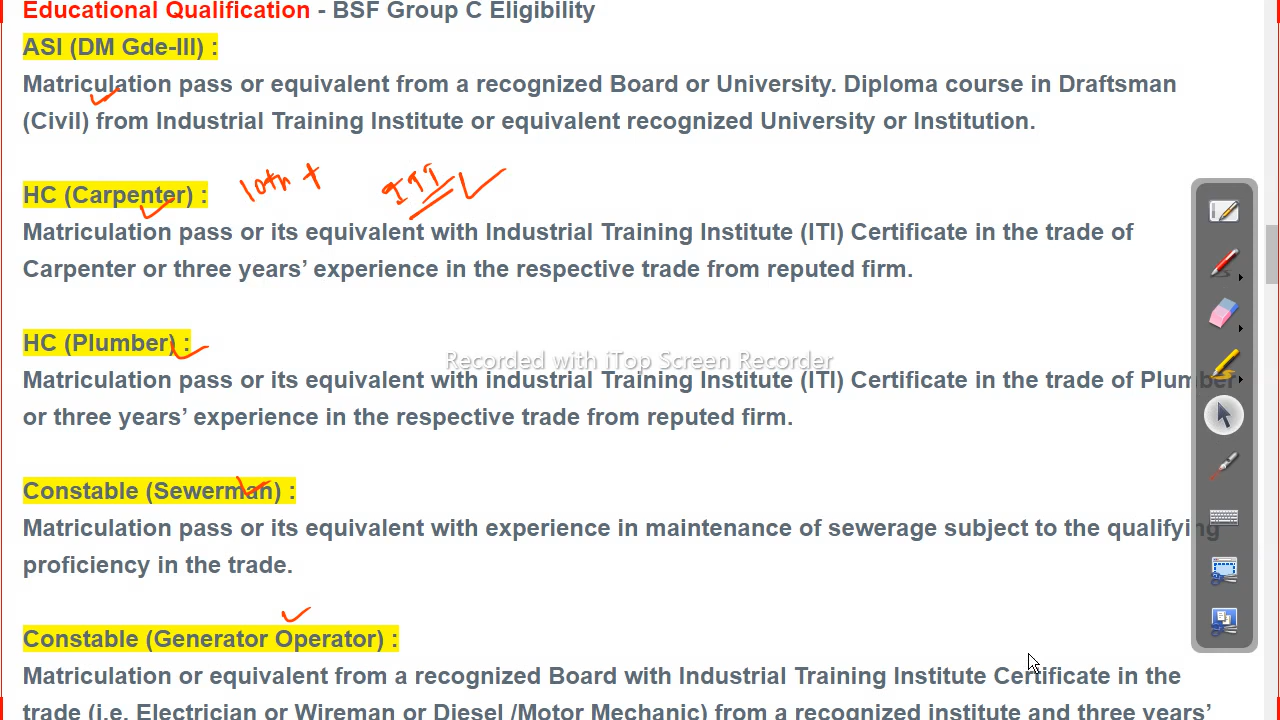 Educational Qualification - BSF Group C Eligibility
ASI (DM Gde-III) :
Matriculation pass or equivalent from a recognized Board or University. Diploma course in Draftsman
(Civil) from Industrial Training Institute or equivalent recognized University or Institution.
10th + ITI
HC (Carpenter) :
Matriculation pass or its equivalent with Industrial Training Institute (ITI) Certificate in the trade of
Carpenter or three years’ experience in the respective trade from reputed firm.
HC (Plumber) :
Recorded with iTop Screen Recorder
Matriculation pass or its equivalent with industrial Training Institute (ITI) Certificate in the trade of Plumber
or three years’ experience in the respective trade from reputed firm.
Constable (Sewerman) :
Matriculation pass or its equivalent with experience in maintenance of sewerage subject to the qualifying
proficiency in the trade.
Constable (Generator Operator) :
Matriculation or equivalent from a recognized Board with Industrial Training Institute Certificate in the
trade (i.e. Electrician or Wireman or Diesel /Motor Mechanic) from a recognized institute and three years’